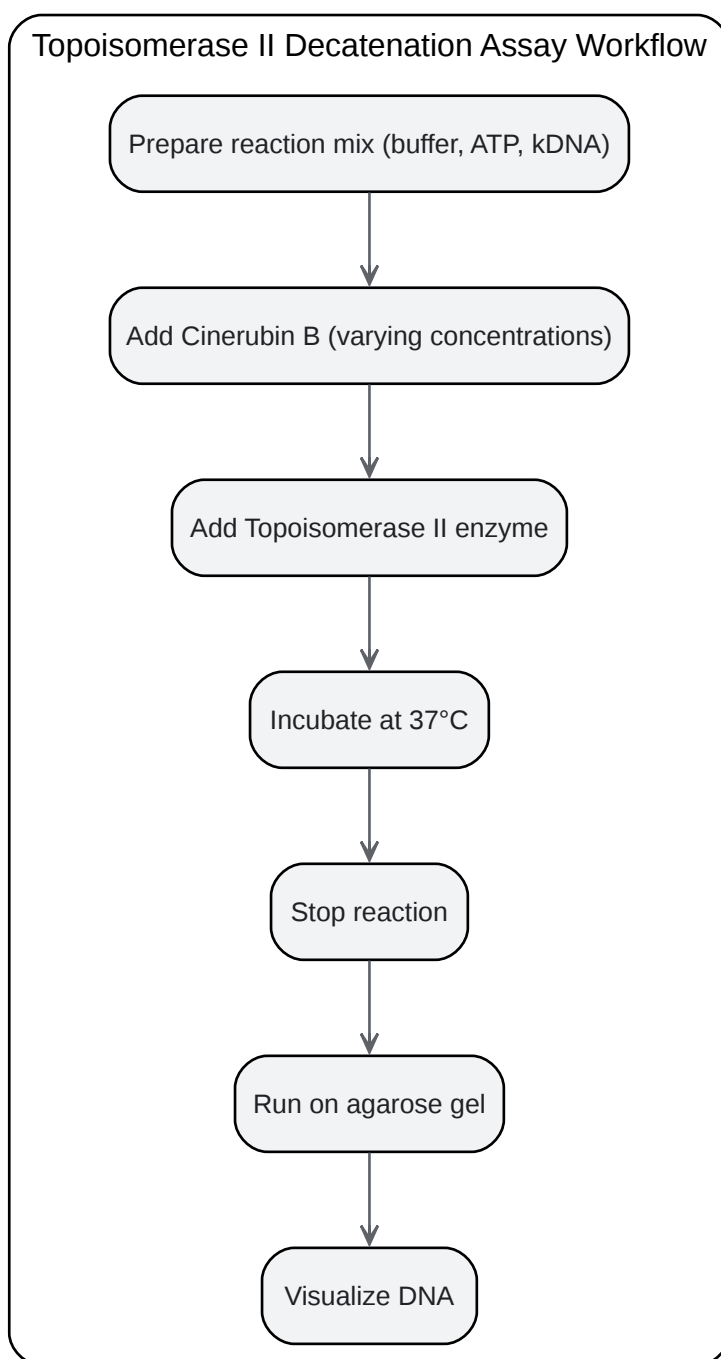 Topoisomerase II Decatenation Assay Workflow
Prepare reaction mix (buffer, ATP, kDNA)
Add Cinerubin B (varying concentrations)
Add Topoisomerase II enzyme
Incubate at 37°C
Stop reaction
Run on agarose gel
Visualize DNA